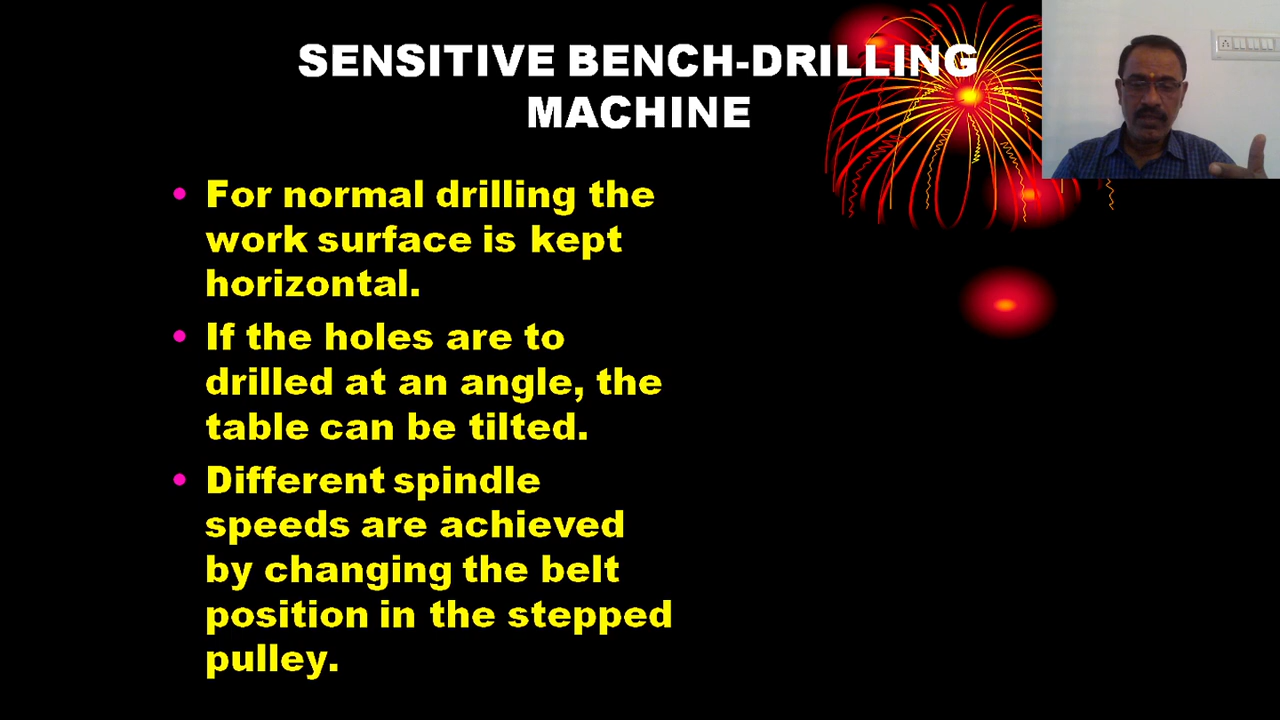 SENSITIVE BENCH-DRILLING
MACHINE
• For normal drilling the
work surface is kept
horizontal.
• If the holes are to
drilled at an angle, the
table can be tilted.
• Different spindle
speeds are achieved
by changing the belt
position in the stepped
pulley.